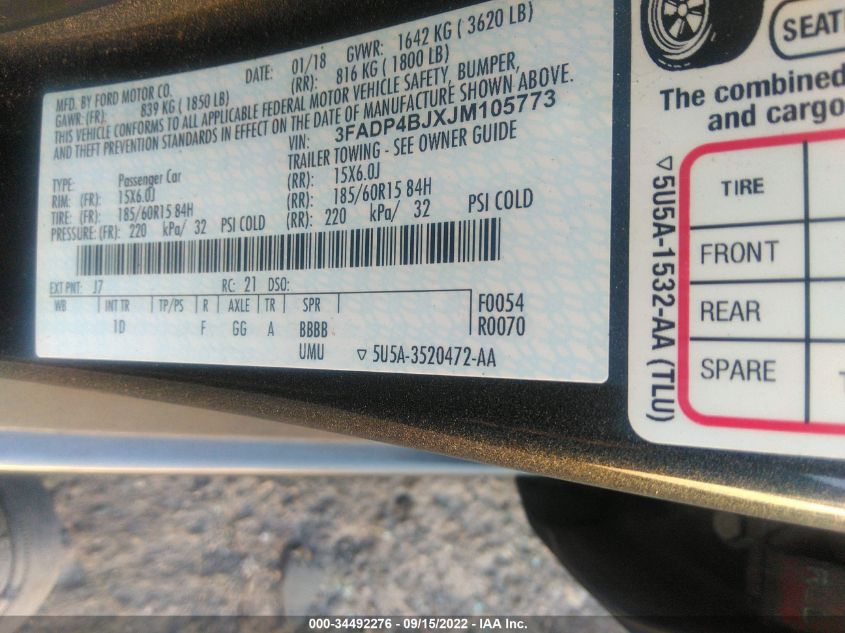 MFD. BY FORD MOTOR CO.
DATE: 01/18 GVWR: 1642 KG ( 3620 LB)
GAWR: (FR): 839 KG ( 1850 LB) (RR): 816 KG ( 1800 LB)
THIS VEHICLE CONFORMS TO ALL APPLICABLE FEDERAL MOTOR VEHICLE SAFETY, BUMPER,
AND THEFT PREVENTION STANDARDS IN EFFECT ON THE DATE OF MANUFACTURE SHOWN ABOVE.
VIN: 3FADP4BJXJM105773
TRAILER TOWING - SEE OWNER GUIDE
TYPE: Passenger Car
RIM: (FR): 15X6.0J (RR): 15X6.0J
TIRE: (FR): 185/60R15 84H (RR): 185/60R15 84H
PRESSURE: (FR): 220 kPa/ 32 PSI COLD (RR): 220 kPa/ 32 PSI COLD
EXT PNT: J7 RC: 21 DSO:
WB INT TR TP/PS R AXLE TR SPR F0054
1D F GG A BBBB R0070
UMU ▽ 5U5A-3520472-AA
The combined
and cargo
▽ 5U5A-1532-AA (TLU)
TIRE
FRONT
REAR
SPARE
000-34492276 - 09/15/2022 - IAA Inc.